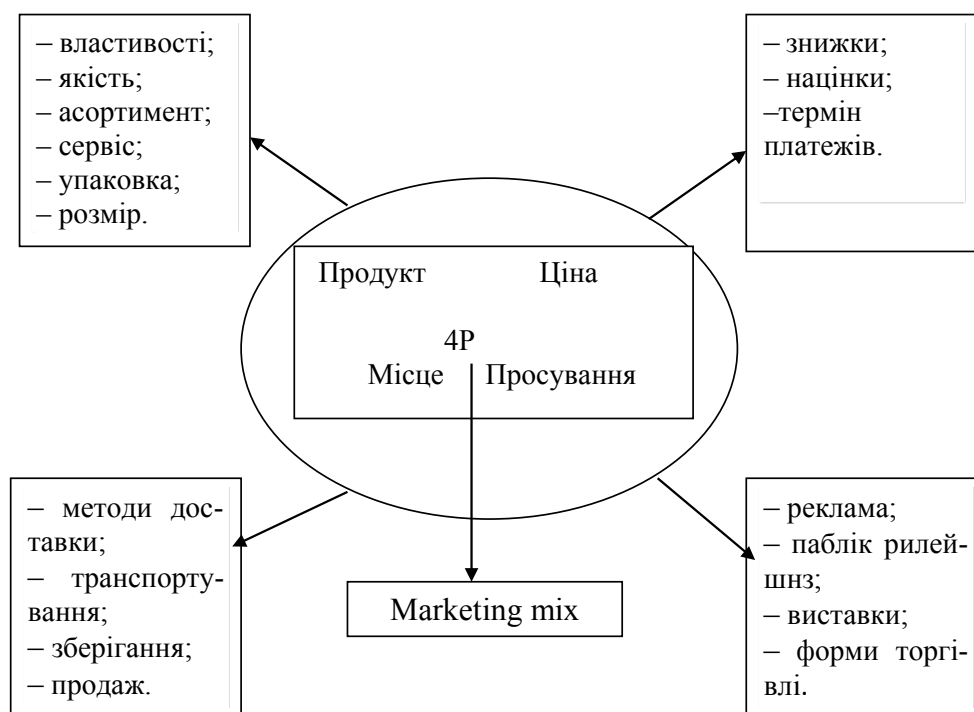 – властивості;
– якість;
– асортимент;
– сервіс;
– упаковка;
– розмір.
– знижки;
– націнки;
–термін
платежів.
Продукт Ціна
4P
Місце Просування
– методи дос-
тавки;
– транспорту-
вання;
– зберігання;
– продаж.
Marketing mix
– реклама;
– паблік рилей-
шнз;
– виставки;
– форми торгі-
влі.